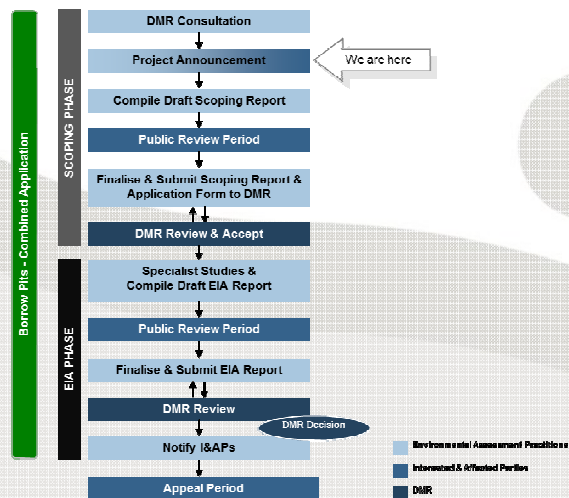 DMR Consultation
Project Announcement
We are here
Compile Draft Scoping Report
Public Review Period
Finalise & Submit Scoping Report &
Application Form to DMR
DMR Review & Accept
SCOPING PHASE
Borrow Pits - Combined Application
Specialist Studies &
Compile Draft EIA Report
Public Review Period
Finalise & Submit EIA Report
DMR Review
DMR Decision
Notify I&APs
EIA PHASE
Appeal Period
Environmental Assessment Practitioners
Interested & Affected Parties
DMR